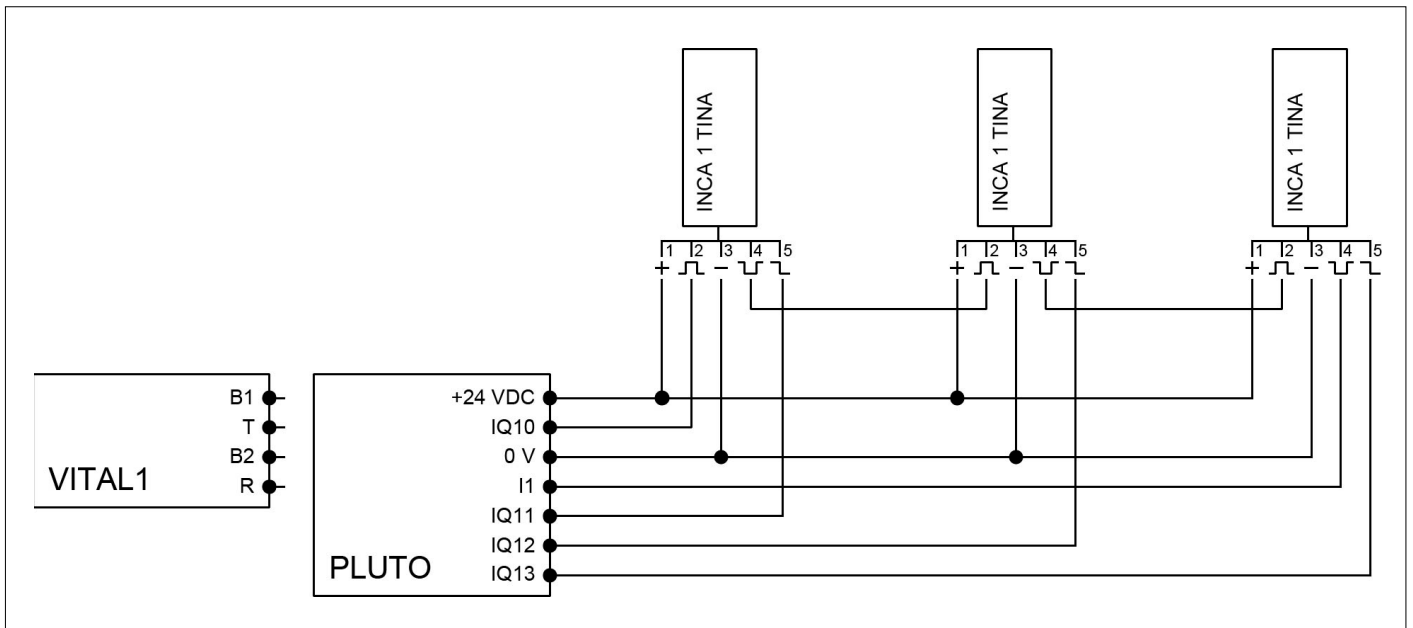 INCA 1 TINA
INCA 1 TINA
INCA 1 TINA
1 2 3 4 5
+ −
1 2 3 4 5
+ −
1 2 3 4 5
+ −
B1
T
B2
R
VITAL1
+24 VDC
IQ10
0 V
I1
IQ11
IQ12
IQ13
PLUTO